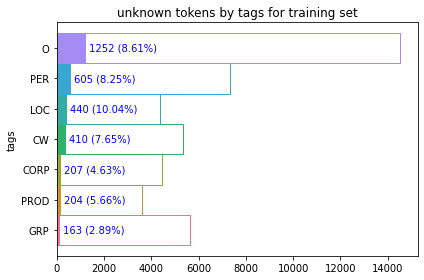 unknown tokens by tags for training set
O 1252 (8.61%)
PER 605 (8.25%)
LOC 440 (10.04%)
CW 410 (7.65%)
CORP 207 (4.63%)
PROD 204 (5.66%)
GRP 163 (2.89%)
tags
0 2000 4000 6000 8000 10000 12000 14000